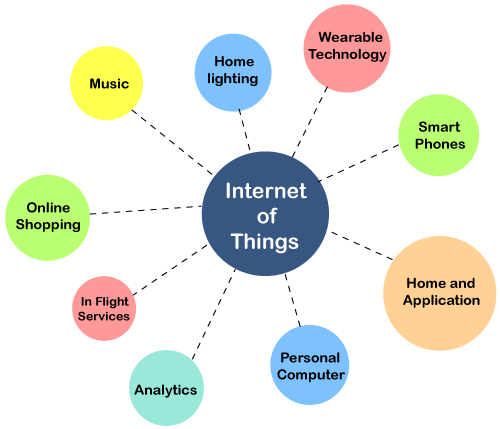 Wearable
Technology
Home
lighting
Music
Smart
Phones
Internet
of
Things
Online
Shopping
Home and
Application
In Flight
Services
Personal
Computer
Analytics